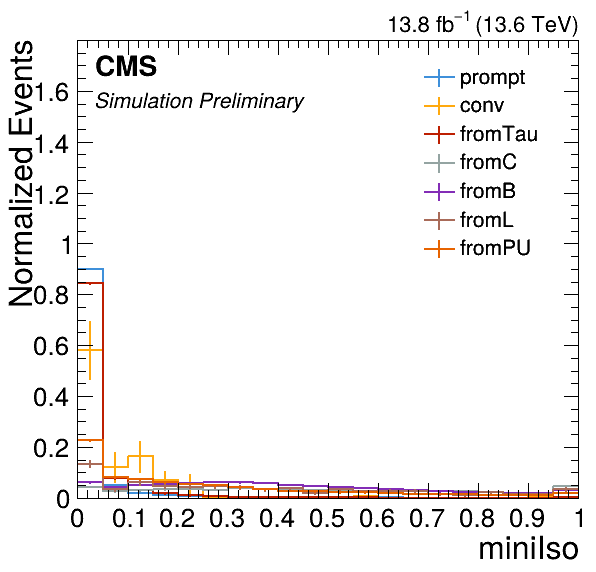 13.8 fb⁻¹ (13.6 TeV)
CMS
Simulation Preliminary
Normalized Events
prompt
conv
fromTau
fromC
fromB
fromL
fromPU
1.6
1.4
1.2
1
0.8
0.6
0.4
0.2
0
0 0.1 0.2 0.3 0.4 0.5 0.6 0.7 0.8 0.9 1
miniIso